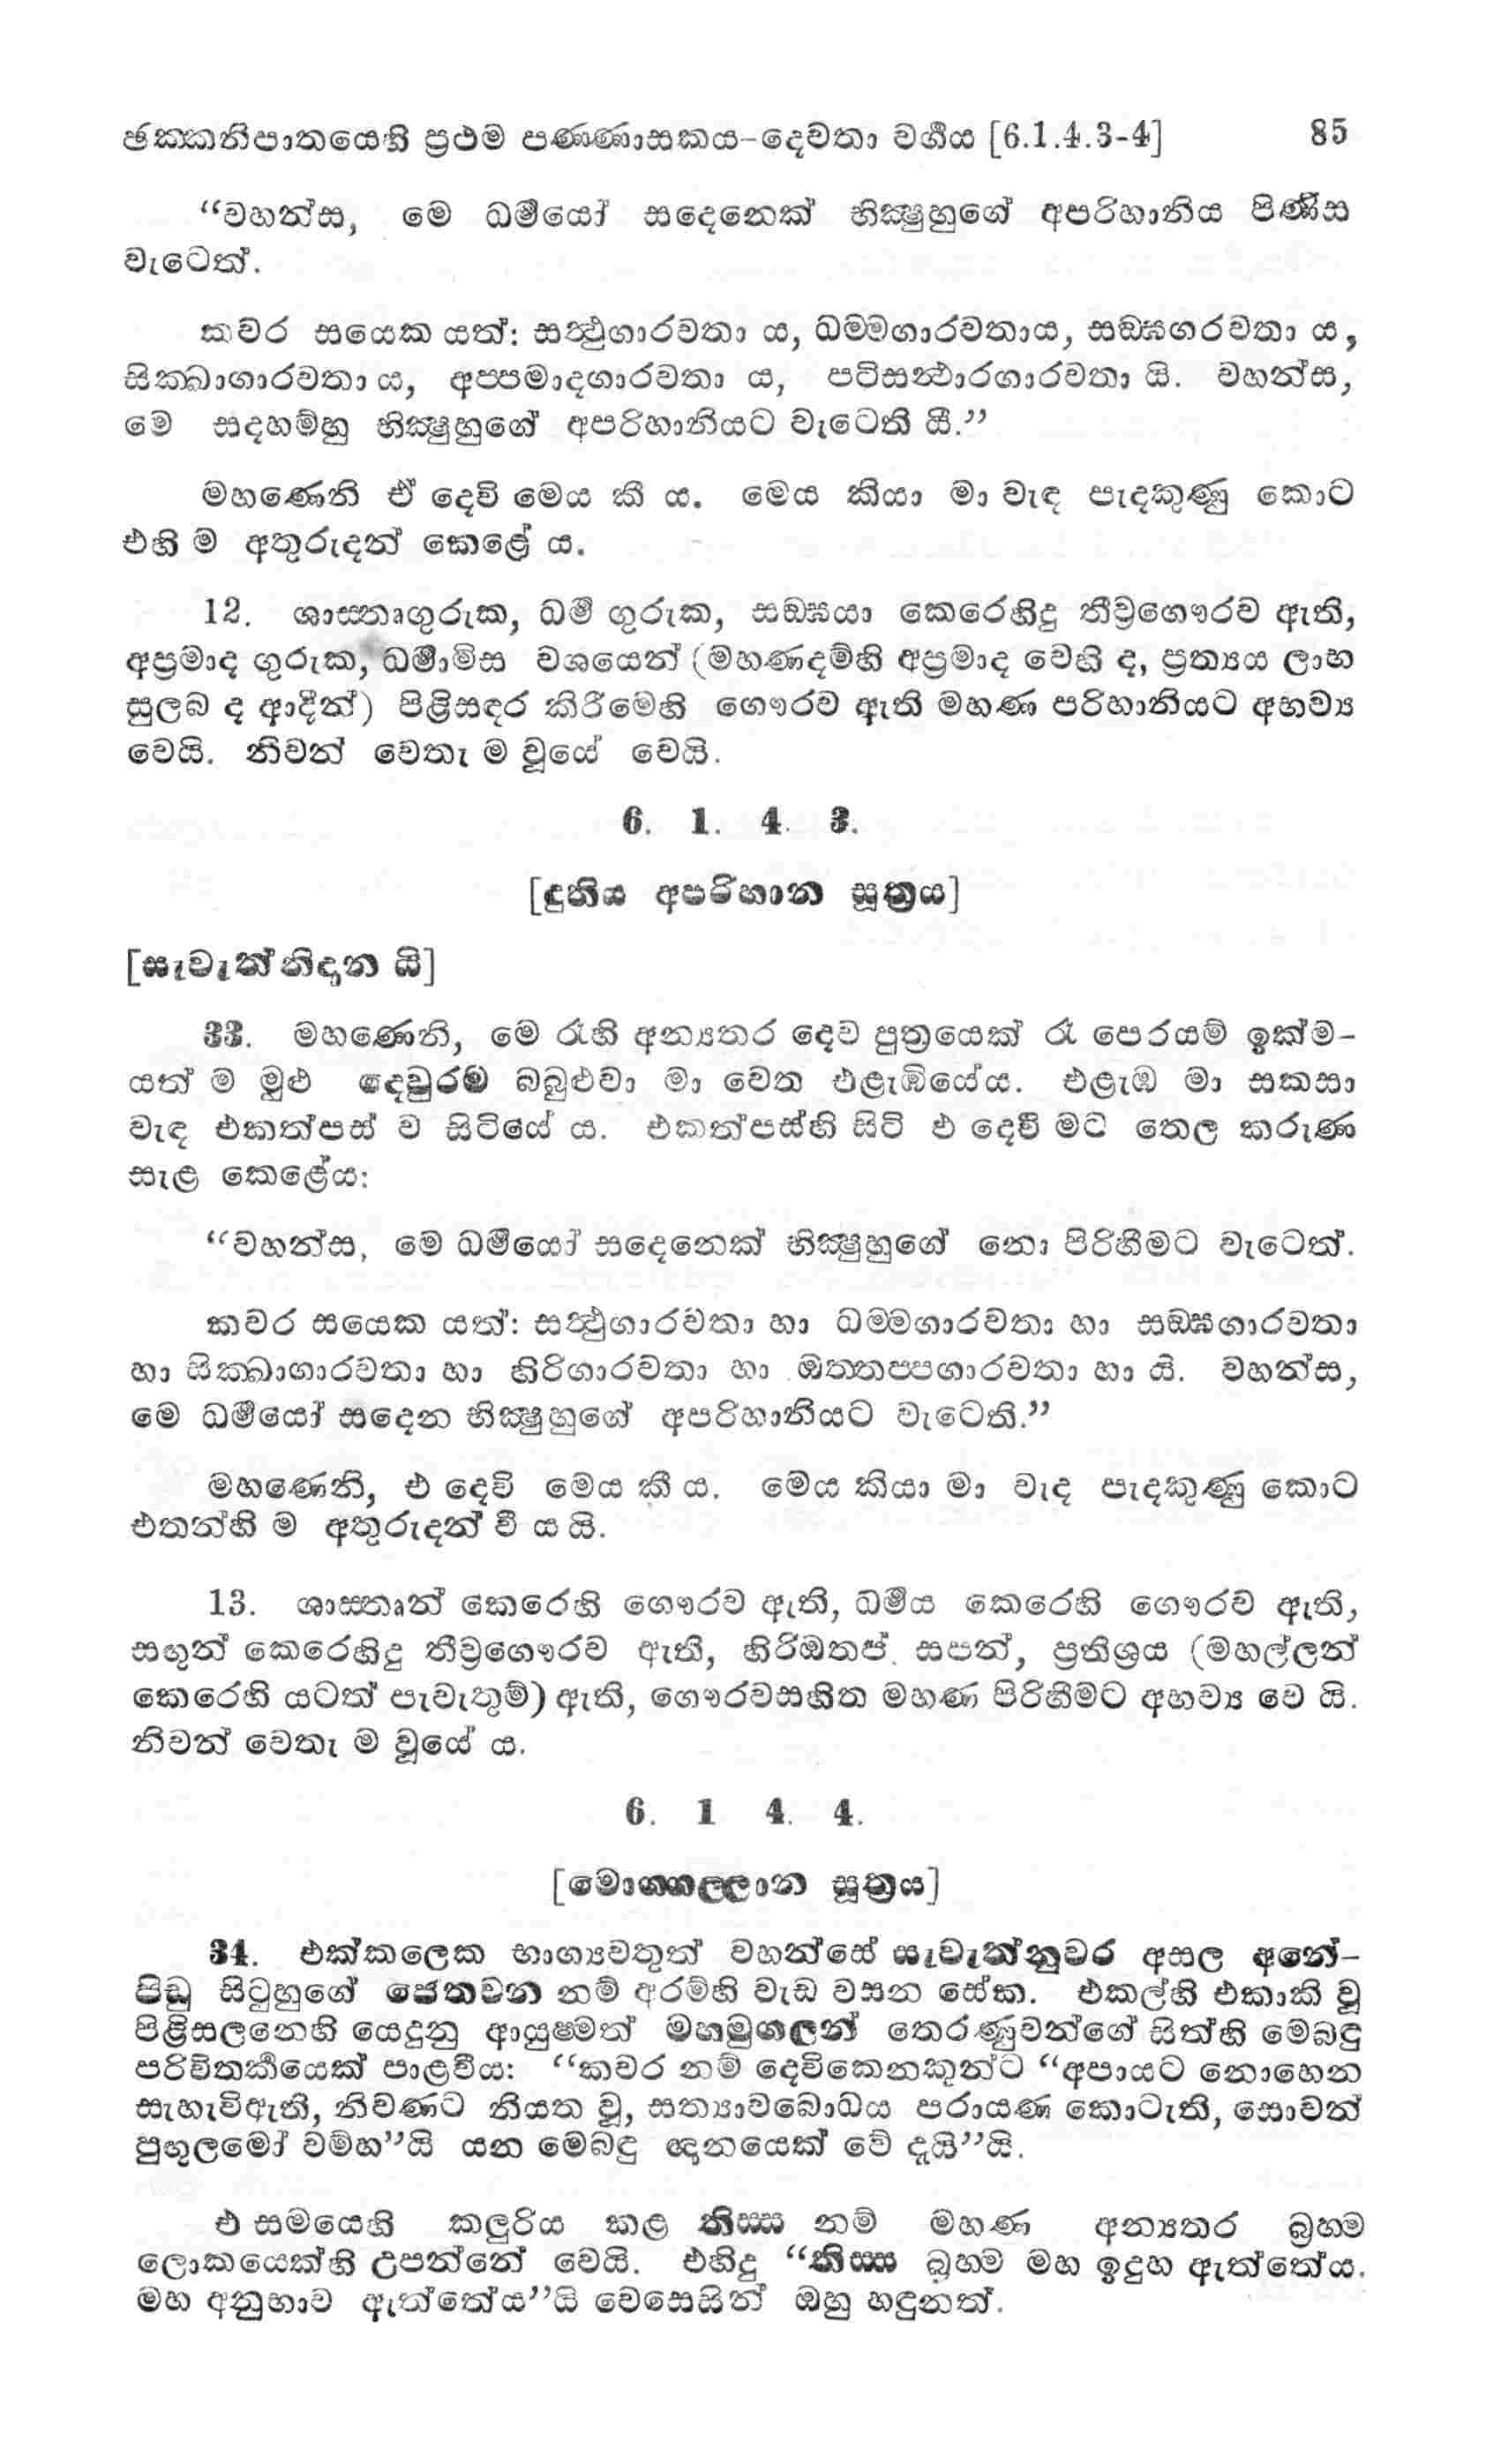 ඡක්කනිපාතයෙහි ප්‍රථම පණ්ණාසකය-දෙවතා වර්ගය [6.1.4.3-4] 85
“වහන්ස, මෙ ධර්මයෝ සදෙනෙක් භික්‍ෂුහුගේ අපරිහානිය පිණිස
වැටෙත්.
කවර සයෙක යත්: සත්‍ථුගාරවතා ය, ධම්මගාරවතාය, සඞ්ඝගරවතා ය,
සික්ඛාගාරවතා ය, අප්පමාදගාරවතා ය, පටිසන්‍ථාරගාරවතා යි. වහන්ස,
මෙ සදහම්හු භික්‍ෂුහුගේ අපරිහානියට වැටෙතී යී.”
මහණෙනි ඒ දෙවි මෙය කී ය. මෙය කියා මා වැඳ පැදකුණු කොට
එහි ම අතුරුදන් කෙළේ ය.
12. ශාස්තෘගුරුක, ධර්ම ගුරුක, සඞ්ඝයා කෙරෙහිදු තීව්‍රගෞරව ඇති,
අප්‍රමාද ගුරුක, ධර්මාමිස වශයෙන් (මහණදම්හි අප්‍රමාද වෙහි ද, ප්‍රත්‍යය ලාභ
සුලබ ද ආදීන්) පිළිසඳර කිරීමෙහි ගෞරව ඇති මහණ පරිහානියට අභව්‍ය
වෙයි. නිවන් වෙතැ ම වූයේ වෙයි.
6. 1. 4. 3.
[දුතිය අපරිහාන සූත්‍රය]
[සැවැත්නිදාන යි]
33. මහණෙනි, මෙ රැහි අන්‍යතර දෙව පුත්‍රයෙක් රෑ පෙරයම් ඉක්ම-
යත් ම මුළු දෙව්රම බබුළුවා මා වෙත එළැඹියේය. එළැඹ මා සකසා
වැඳ එකත්පස් ව සිටියේ ය. එකත්පස්හි සිටි එ දෙවි මට තෙල කරුණ
සැළ කෙළේය:
“වහන්ස, මෙ ධර්මයෝ සදෙනෙක් භික්‍ෂුහුගේ නො පිරිහීමට වැටෙත්.
කවර සයෙක යත්: සත්‍ථුගාරවතා හා ධම්මගාරවතා හා සඞ්ඝගාරවතා
හා සික්ඛාගාරවතා හා හිරිගාරවතා හා ඔත්තප්පගාරවතා හා යි. වහන්ස,
මෙ ධර්මයෝ සදෙන භික්‍ෂුහුගේ අපරිහානියට වැටෙති.”
මහණෙනි, එ දෙවි මෙය කී ය. මෙය කියා මා වැද පැදකුණු කොට
එතන්හි ම අතුරුදන් වී ය යි.
13. ශාස්තෘන් කෙරෙහි ගෞරව ඇති, ධර්මය කෙරෙහි ගෞරව ඇති,
සඟුන් කෙරෙහිදු තීව්‍රගෞරව ඇති, හිරිඔතප් සපන්, ප්‍රතිශ්‍රය (මහල්ලන්
කෙරෙහි යටත් පැවැතුම්) ඇති, ගෞරවසහිත මහණ පිරිහීමට අභව්‍ය වෙ යි.
නිවන් වෙතැ ම වූයේ ය.
6. 1 4. 4.
[මොග්ගල්ලාන සූත්‍රය]
34. එක්කලෙක භාග්‍යවතුන් වහන්සේ සැවැත්නුවර අසල අනේ-
පිඬු සිටුහුගේ ජෙතවන නම් අරම්හි වැඩ වසන සේක. එකල්හි එකාකි වූ
පිළිසලනෙහි යෙදුනු ආයුෂ්මත් මහමුගලන් තෙරණුවන්ගේ සිත්හි මෙබඳු
පරිවිතර්කයෙක් පාළවීය: “කවර නම් දෙවිකෙනකුන්ට “අපායට නොහෙන
සැහැවිඇති, නිවණට නියත වූ, සත්‍යාවබොධය පරායණ කොටැති, සොවන්
පුඟුලමෝ වම්හ”යි යන මෙබඳු ඥානයෙක් වේ දැයි”යි.
එ සමයෙහි කලුරිය කළ තිස්ස නම් මහණ අන්‍යතර බ්‍රහ්ම
ලොකයෙක්හි උපන්නේ වෙයි. එහිදු “තිස්ස බ්‍රහ්ම මහ ඉදුහ ඇත්තේය.
මහ අනුභාව ඇත්තේය”යි වෙසෙසින් ඔහු හඳුනත්.